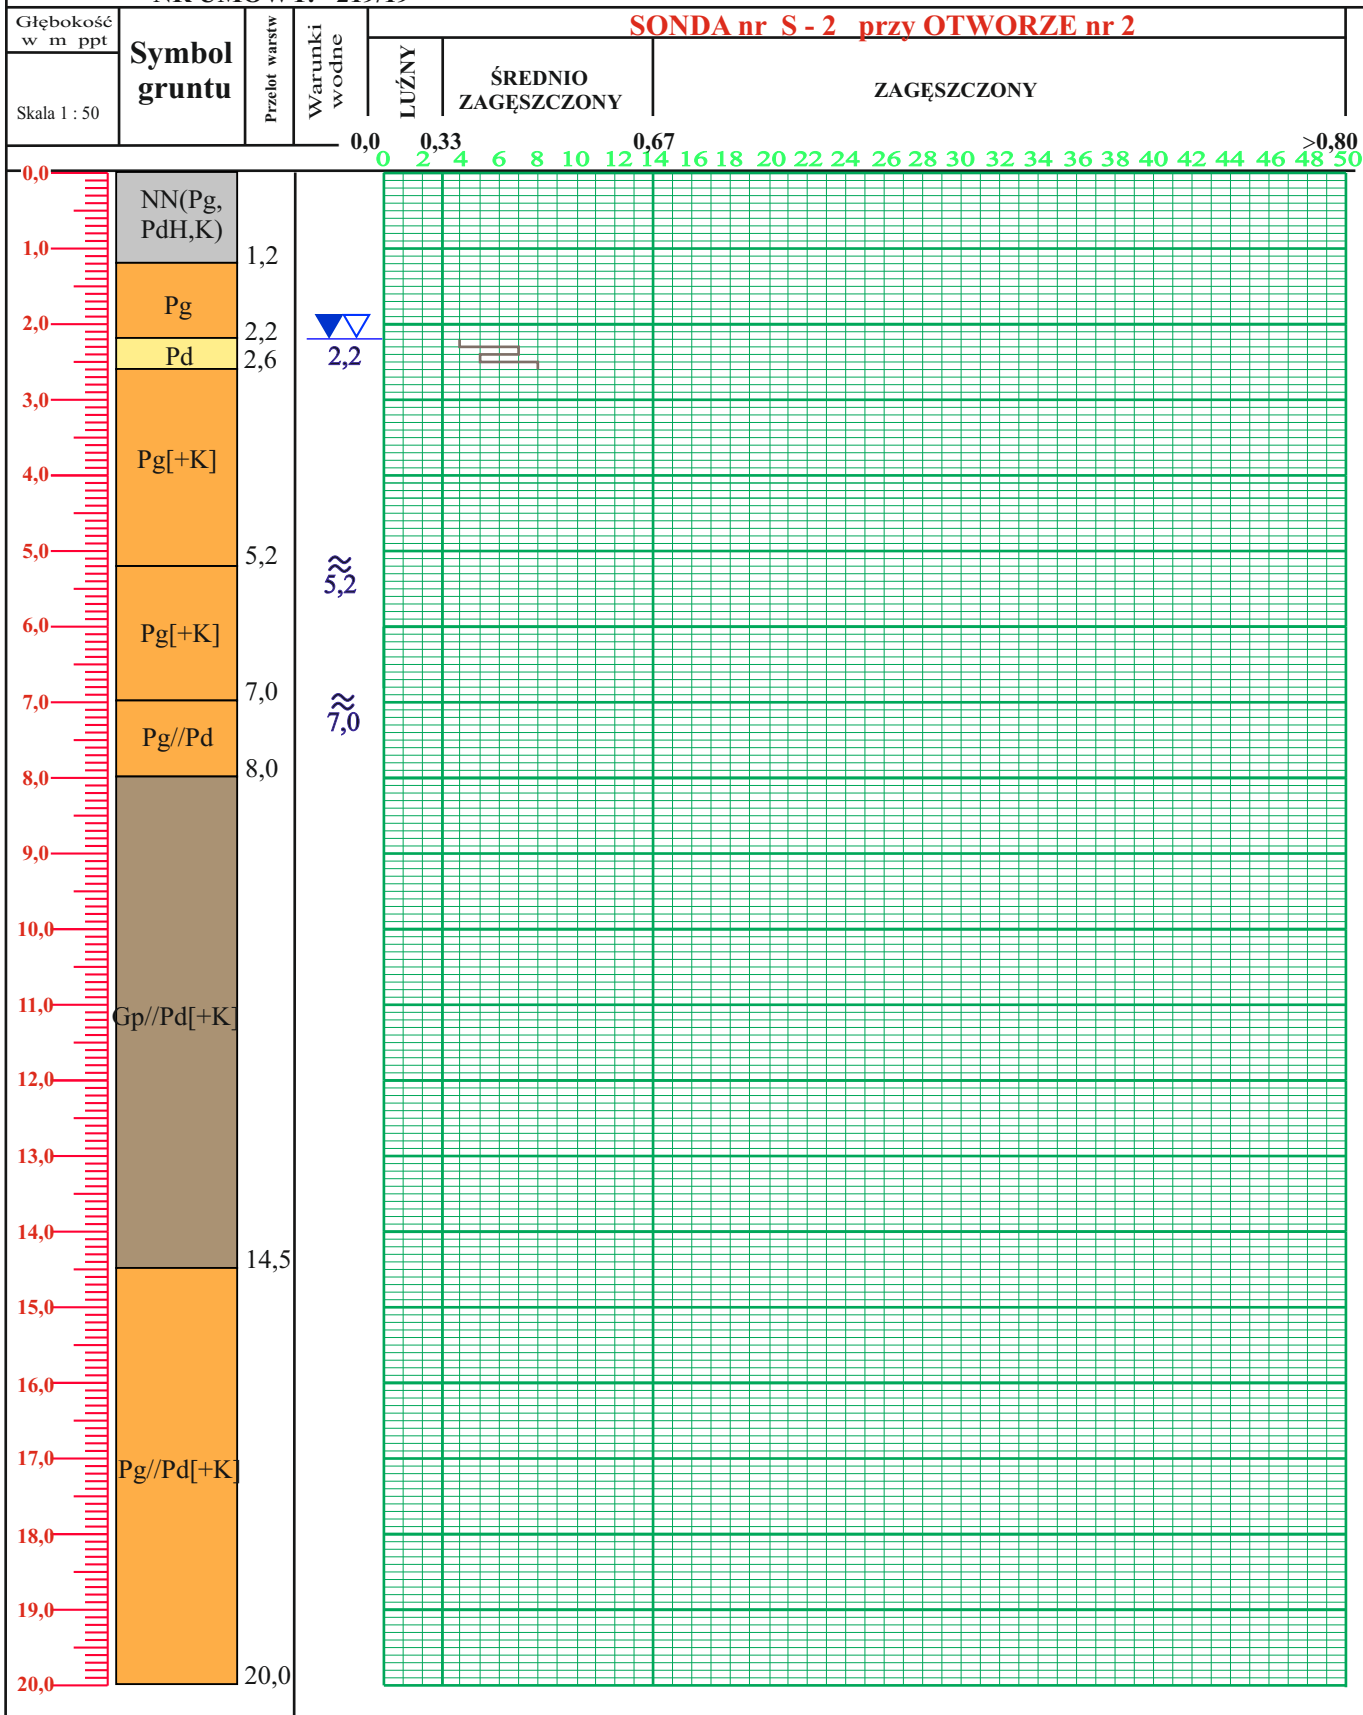 NR UMOWY: 219/19
SONDA nr S - 2 przy OTWORZE nr 2
Głębokość
w m ppt
Skala 1 : 50
Symbol
gruntu
Przelot warstw
Warunki
wodne
LUŹNY
ŚREDNIO
ZAGĘSZCZONY
ZAGĘSZCZONY
0,0 0,33 0,67 >0,80
0 2 4 6 8 10 12 14 16 18 20 22 24 26 28 30 32 34 36 38 40 42 44 46 48 50
0,0
NN(Pg,
PdH,K)
1,0
1,2
Pg
2,0
2,2
2,2
Pd
2,6
3,0
Pg[+K]
4,0
5,0
5,2
5,2
6,0
Pg[+K]
7,0
7,0
7,0
Pg//Pd
8,0
8,0
9,0
10,0
11,0
Gp//Pd[+K]
12,0
13,0
14,0
14,5
15,0
16,0
17,0
Pg//Pd[+K]
18,0
19,0
20,0
20,0